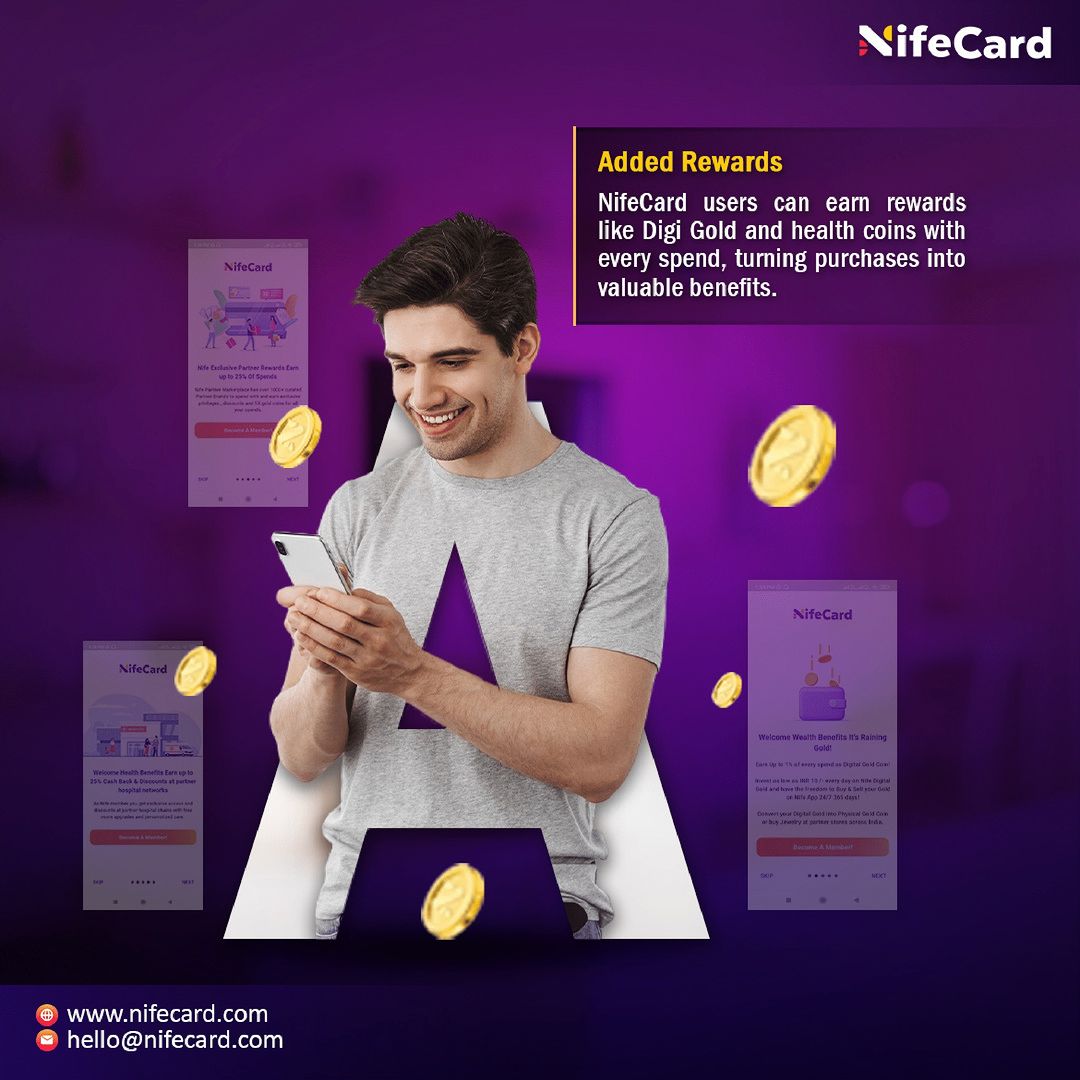 NifeCard
Added Rewards
NifeCard users can earn rewards
like Digi Gold and health coins with
every spend, turning purchases into
valuable benefits.
NifeCard
Nife Exclusive Partner Rewards Earn
up to 25% Of Spends
Nife Partner Marketplace has over 1000+ curated
Partner Brands to spend with and earn exclusive
privileges, discounts and 1X gold coins for all
your spends.
Become A Member!
SKIP
NEXT
A
NifeCard
Welcome Health Benefits Earn up to
25% Cash Back & Discounts at partner
hospital networks
As Nife member you get exclusive access and
discounts at partner hospital chains with free
room upgrades and personalized care.
Become A Member!
SKIP
NEXT
NifeCard
Welcome Wealth Benefits It's Raining
Gold!
Earn Up to 1% of every spend as Digital Gold Coin!
Invest as low as INR 10 /- every day on Nife Digital
Gold and have the freedom to Buy & Sell your Gold
on Nife App 24/7 365 days!
Convert your Digital Gold into Physical Gold Coin
or buy Jewelry at partner stores across India.
Become A Member!
SKIP
NEXT
www.nifecard.com
hello@nifecard.com